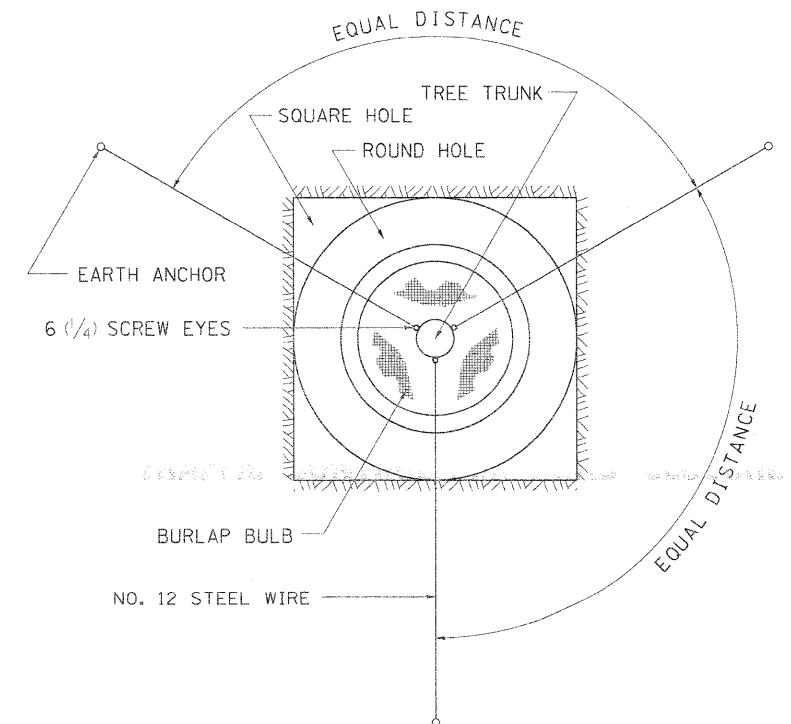 EQUAL DISTANCE
TREE TRUNK
SQUARE HOLE
ROUND HOLE
EARTH ANCHOR
6 (1/4) SCREW EYES
EQUAL DISTANCE
BURLAP BULB
NO. 12 STEEL WIRE